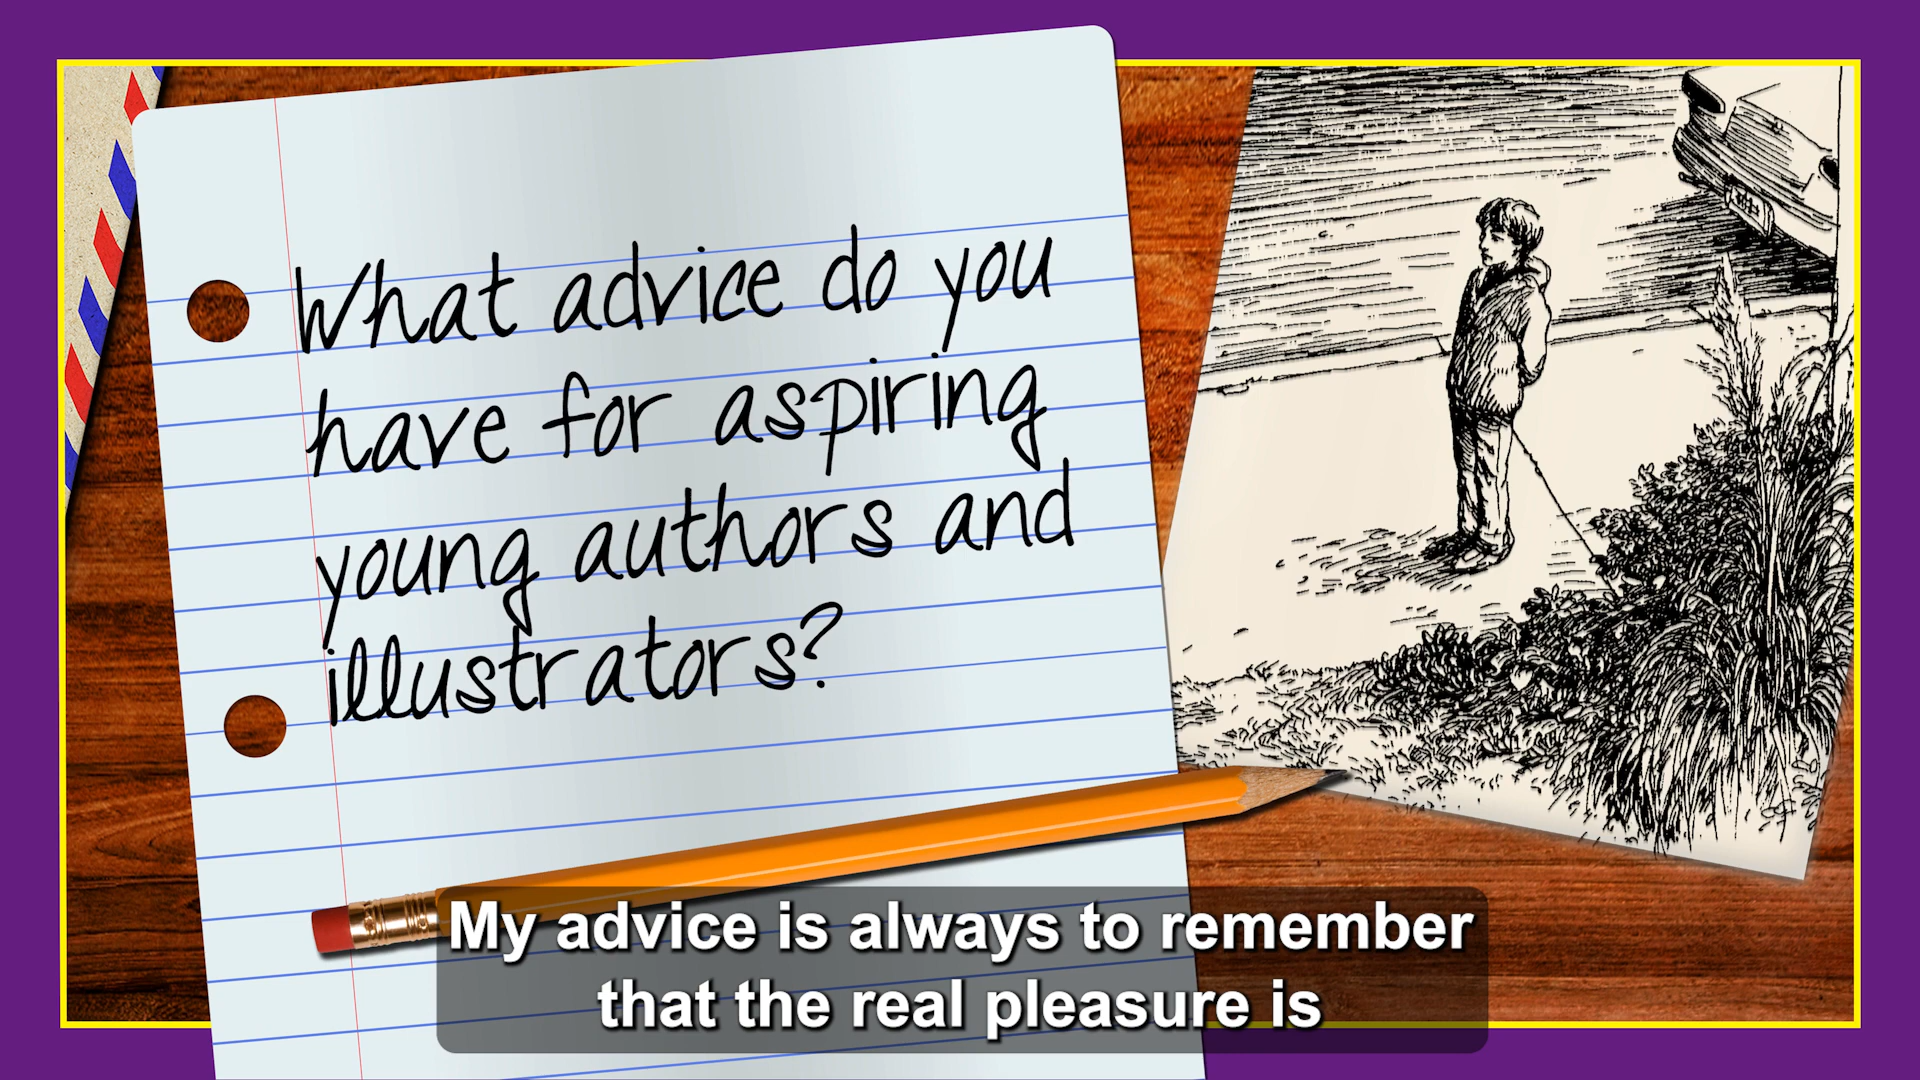 What advice do you
have for aspiring
young authors and
illustrators?
My advice is always to remember
that the real pleasure is